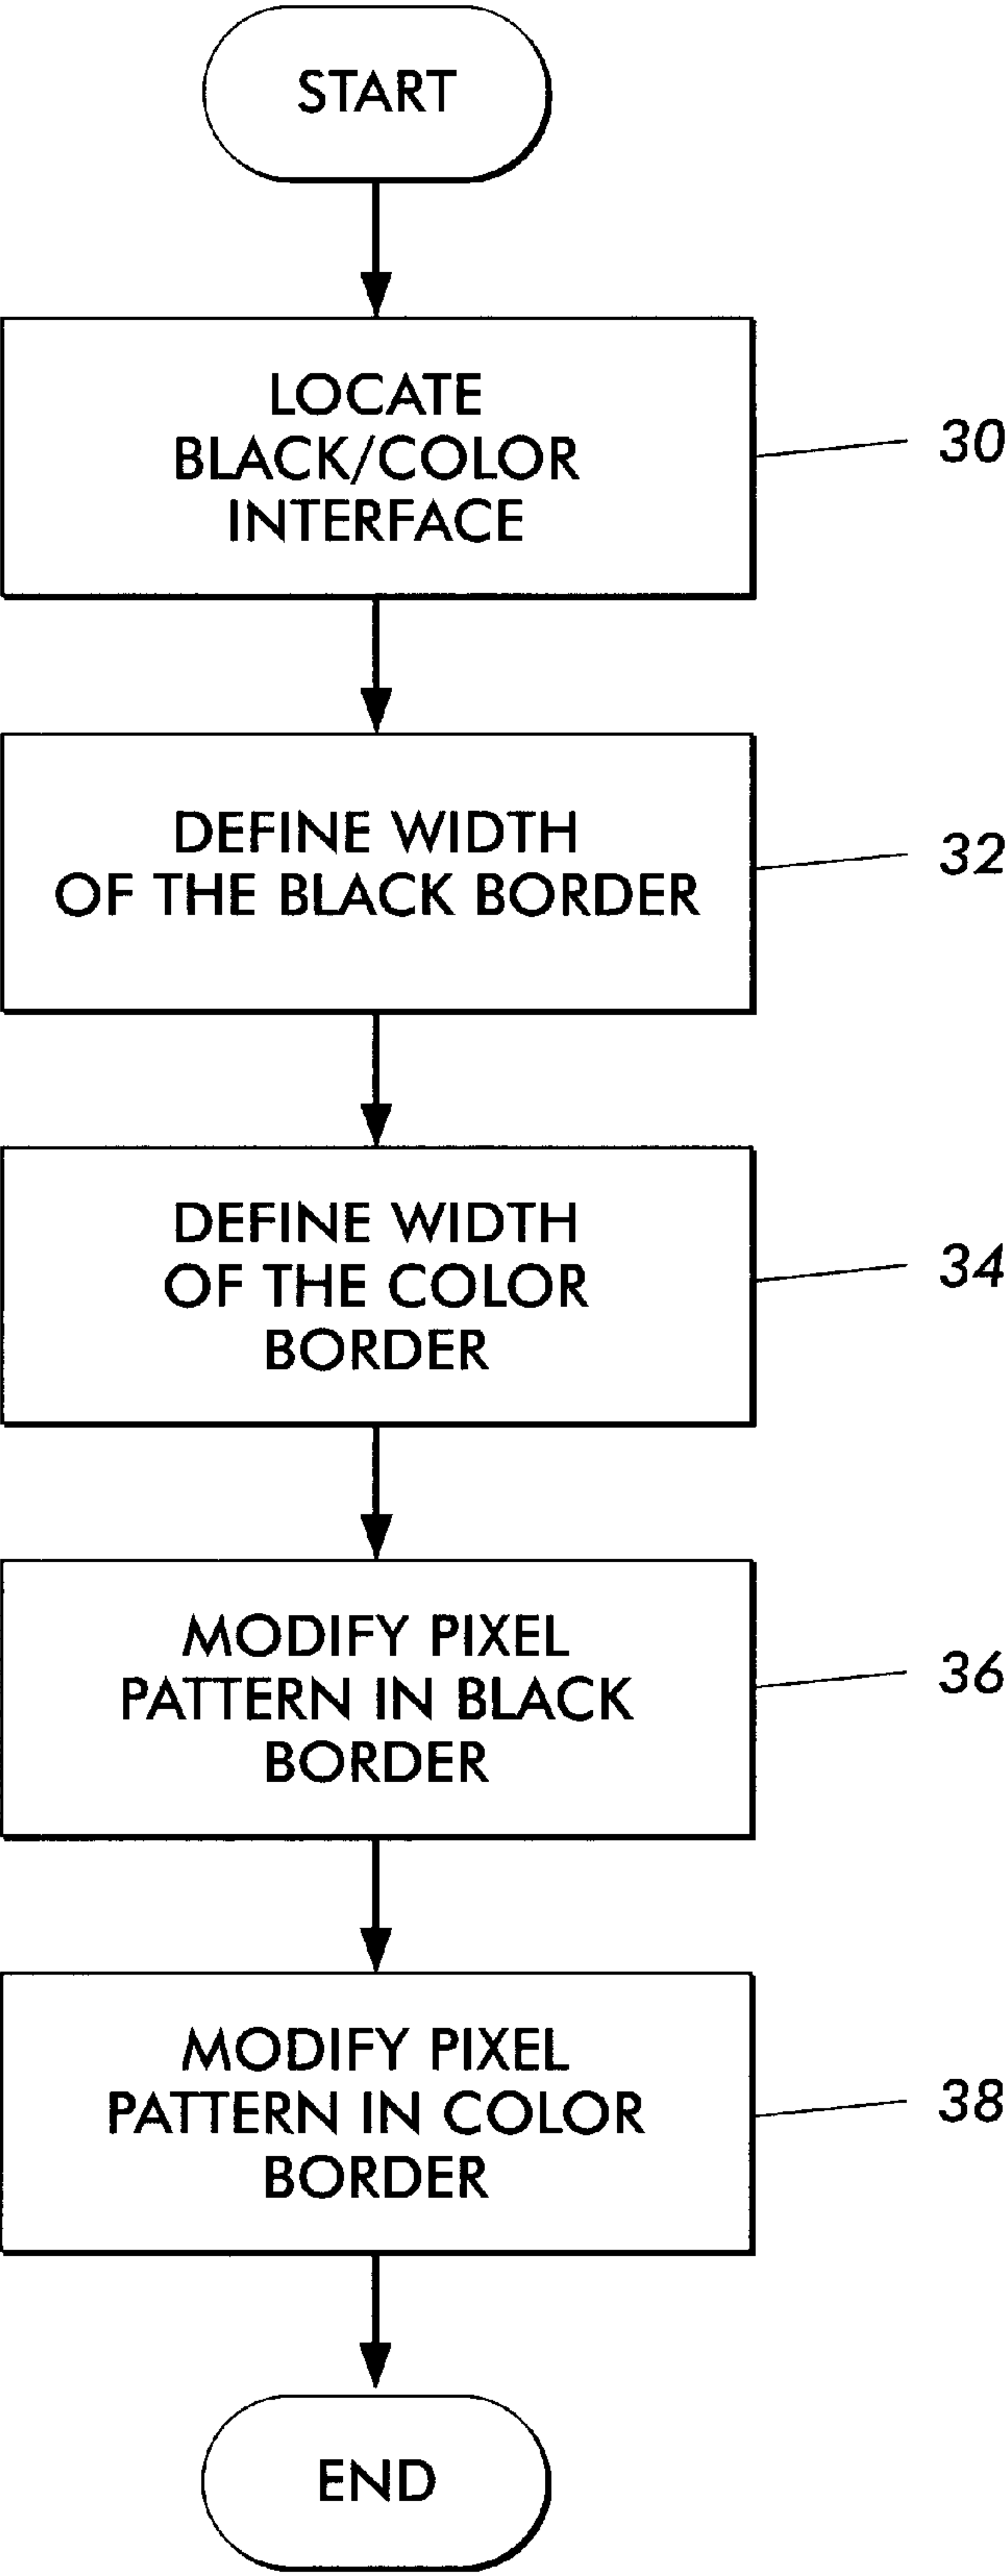 START
LOCATE
BLACK/COLOR
INTERFACE
30
DEFINE WIDTH
OF THE BLACK BORDER
32
DEFINE WIDTH
OF THE COLOR
BORDER
34
MODIFY PIXEL
PATTERN IN BLACK
BORDER
36
MODIFY PIXEL
PATTERN IN COLOR
BORDER
38
END